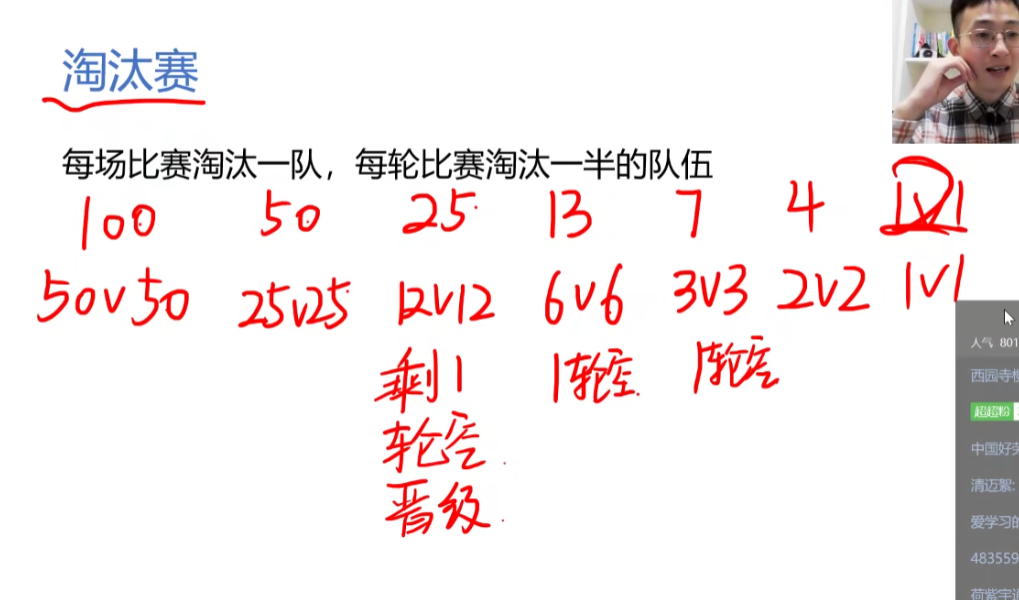 淘汰赛
每场比赛淘汰一队，每轮比赛淘汰一半的队伍
100 50 25 13 7 4 1v1
50v50 25v25 12v12 6v6 3v3 2v2 1v1
剩1 1轮空. 1轮空
轮空
晋级.
人气 801
西园寺
超超粉
中国好
清迈絮:
爱学习的
483559
荷紫宇